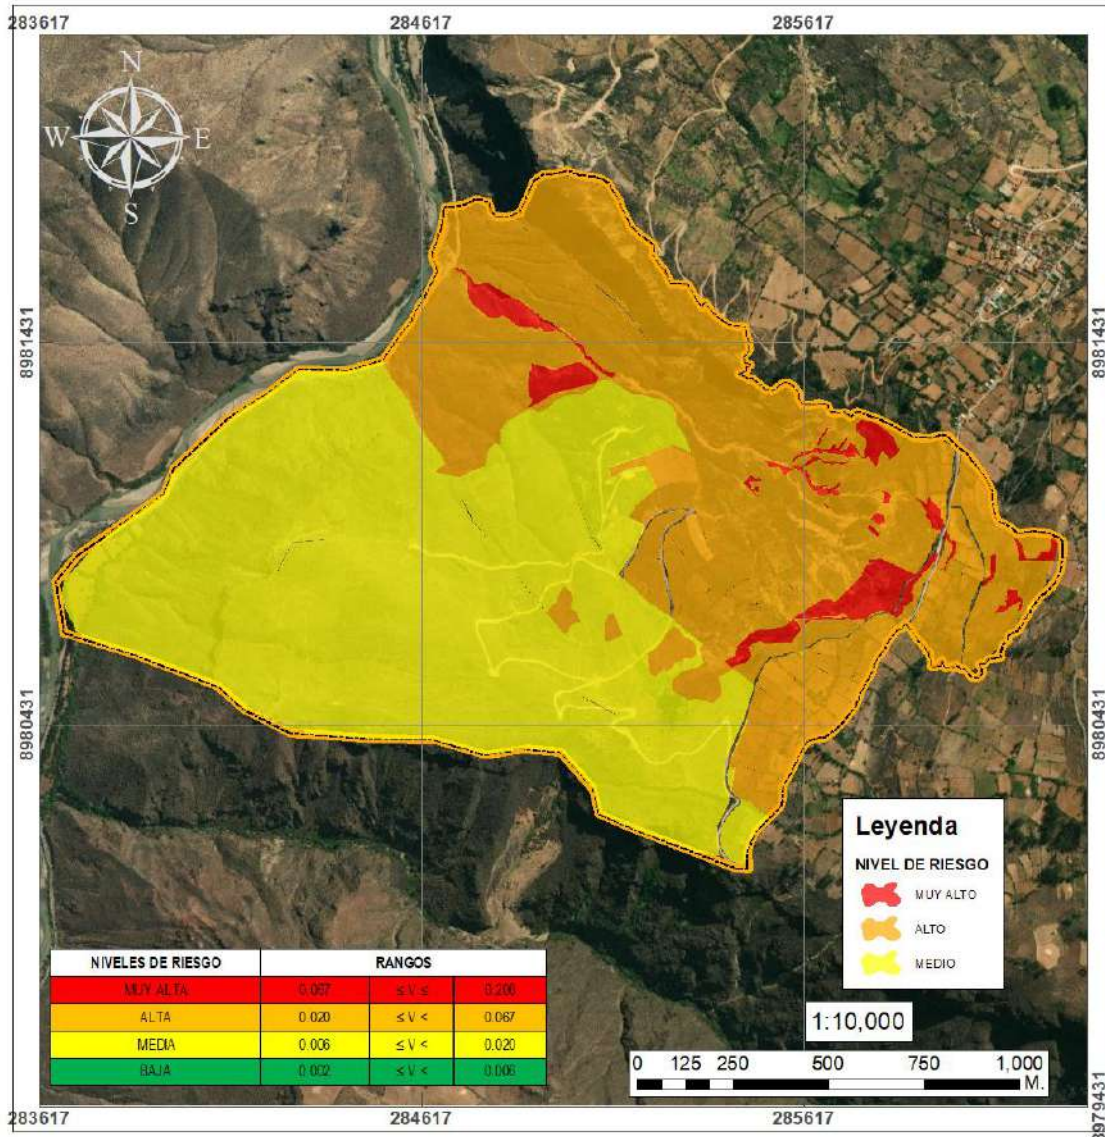 283617 284617 285617
N
W E
S
8981431 8981431
8980431 8980431
Leyenda
NIVEL DE RIESGO
MUY ALTO
ALTO
MEDIO
NIVELES DE RIESGO RANGOS
MUY ALTA 0.067 ≤ V ≤
ALTA 0.020 ≤ V < 0.067
MEDIA 0.006 ≤ V < 0.020
BAJA 0.002 ≤ V < 0.006
1:10,000
0 125 250 500 750 1,000
M.
8979431
283617 284617 285617